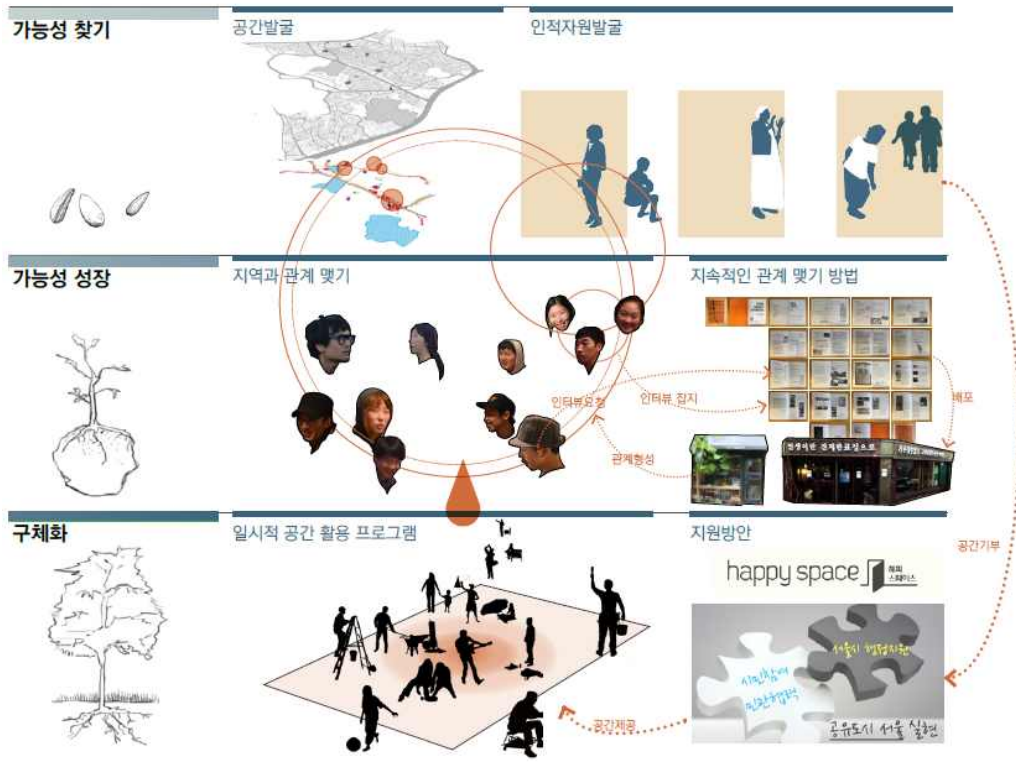 가능성 찾기
공간발굴
인적자원발굴
가능성 성장
지역과 관계 맺기
지속적인 관계 맺기 방법
인터뷰요청
인터뷰 잡지
배포
관계형성
구체화
일시적 공간 활용 프로그램
지원방안
공간기부
happy space
해피
스페이스
서울시 행정지원
시민참여
민관협력
공유도시 서울 실현
공간제공